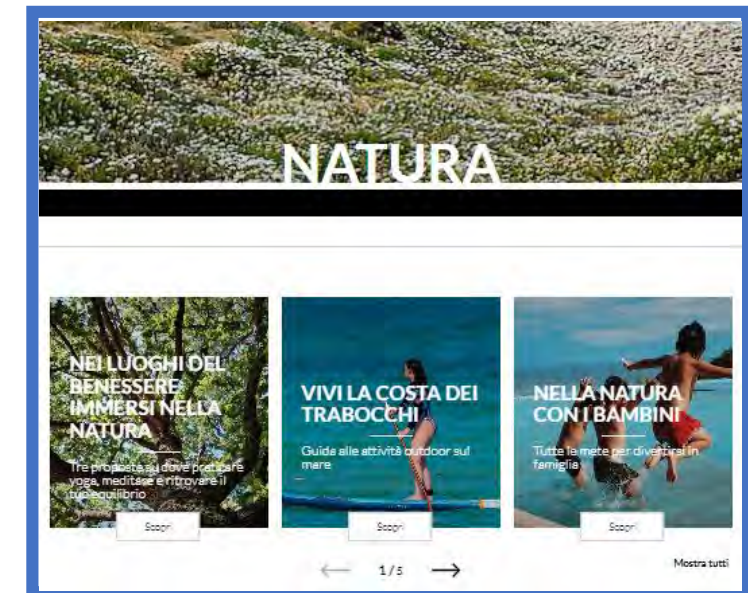 NATURA
NEI LUOGHI DEL
BENESSERE:
IMMERSI NELLA
NATURA
Tre proposte su dove praticare
yoga, meditare e ritrovare il
tuo equilibrio
Scopri
VIVI LA COSTA DEI
TRABOCCHI
Guida alle attività outdoor sul
mare
Scopri
NELLA NATURA
CON I BAMBINI
Tutte le mete per divertirsi in
famiglia
Scopri
← 1 / 5 →
Mostra tutti